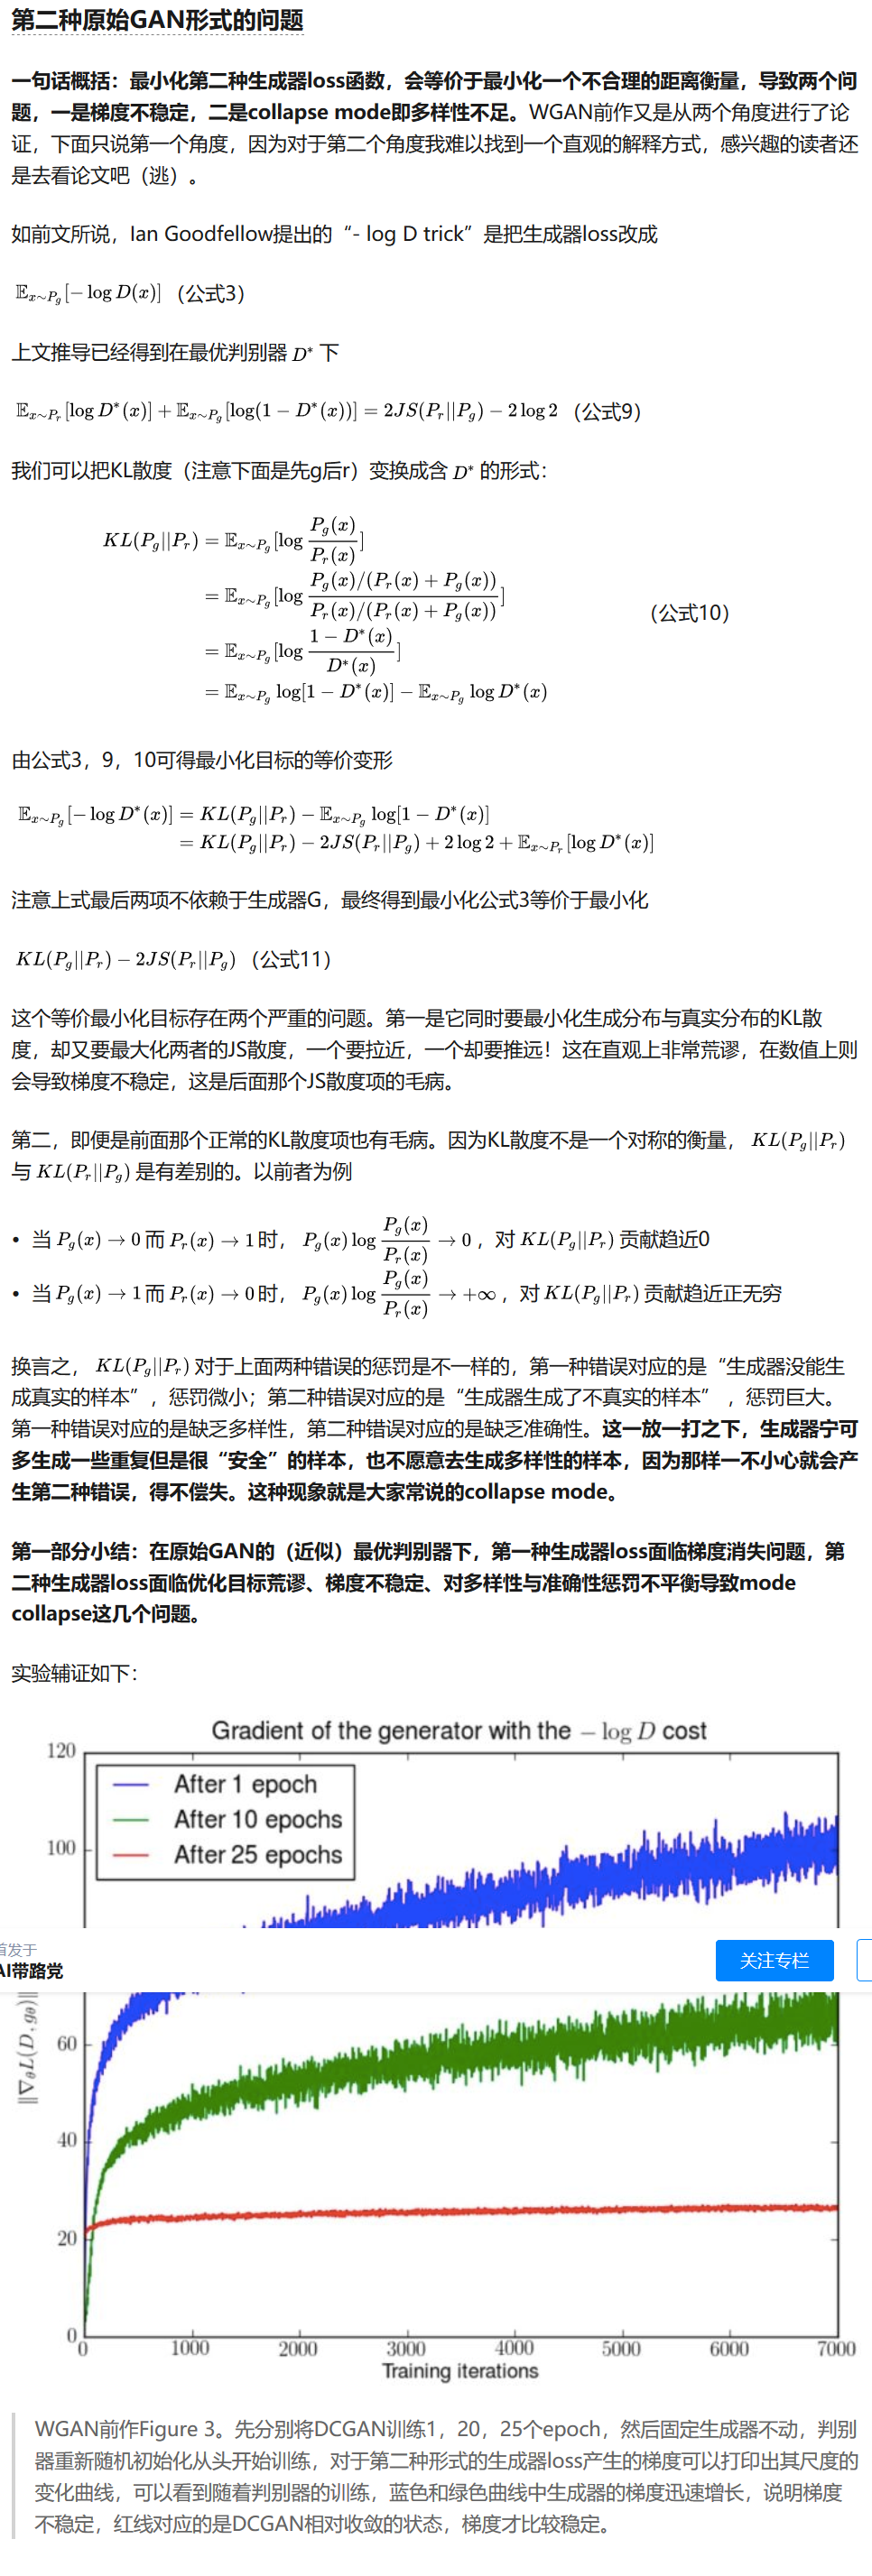 第二种原始GAN形式的问题
一句话概括：最小化第二种生成器loss函数，会等价于最小化一个不合理的距离衡量，导致两个问
题，一是梯度不稳定，二是collapse mode即多样性不足。WGAN前作又是从两个角度进行了论
证，下面只说第一个角度，因为对于第二个角度我难以找到一个直观的解释方式，感兴趣的读者还
是去看论文吧（逃）。
如前文所说，Ian Goodfellow提出的“- log D trick”是把生成器loss改成
𝔼_{x∼P_g}[− log D(x)]（公式3）
上文推导已经得到在最优判别器 D* 下
𝔼_{x∼P_r}[log D*(x)] + 𝔼_{x∼P_g}[log(1 − D*(x))] = 2JS(P_r||P_g) − 2 log 2（公式9）
我们可以把KL散度（注意下面是先g后r）变换成含 D* 的形式：
KL(P_g||P_r) = 𝔼_{x∼P_g}[log P_g(x)/P_r(x)]
= 𝔼_{x∼P_g}[log (P_g(x)/(P_r(x) + P_g(x)))/(P_r(x)/(P_r(x) + P_g(x)))]
（公式10）
= 𝔼_{x∼P_g}[log (1 − D*(x))/D*(x)]
= 𝔼_{x∼P_g} log[1 − D*(x)] − 𝔼_{x∼P_g} log D*(x)
由公式3，9，10可得最小化目标的等价变形
𝔼_{x∼P_g}[− log D*(x)] = KL(P_g||P_r) − 𝔼_{x∼P_g} log[1 − D*(x)]
= KL(P_g||P_r) − 2JS(P_r||P_g) + 2 log 2 + 𝔼_{x∼P_r}[log D*(x)]
注意上式最后两项不依赖于生成器G，最终得到最小化公式3等价于最小化
KL(P_g||P_r) − 2JS(P_r||P_g)（公式11）
这个等价最小化目标存在两个严重的问题。第一是它同时要最小化生成分布与真实分布的KL散
度，却又要最大化两者的JS散度，一个要拉近，一个却要推远！这在直观上非常荒谬，在数值上则
会导致梯度不稳定，这是后面那个JS散度项的毛病。
第二，即便是前面那个正常的KL散度项也有毛病。因为KL散度不是一个对称的衡量， KL(P_g||P_r)
与 KL(P_r||P_g) 是有差别的。以前者为例
• 当 P_g(x) → 0 而 P_r(x) → 1 时， P_g(x) log P_g(x)/P_r(x) → 0 ，对 KL(P_g||P_r) 贡献趋近0
• 当 P_g(x) → 1 而 P_r(x) → 0 时， P_g(x) log P_g(x)/P_r(x) → +∞ ，对 KL(P_g||P_r) 贡献趋近正无穷
换言之， KL(P_g||P_r) 对于上面两种错误的惩罚是不一样的，第一种错误对应的是“生成器没能生
成真实的样本”，惩罚微小；第二种错误对应的是“生成器生成了不真实的样本” ，惩罚巨大。
第一种错误对应的是缺乏多样性，第二种错误对应的是缺乏准确性。这一放一打之下，生成器宁可
多生成一些重复但是很“安全”的样本，也不愿意去生成多样性的样本，因为那样一不小心就会产
生第二种错误，得不偿失。这种现象就是大家常说的collapse mode。
第一部分小结：在原始GAN的（近似）最优判别器下，第一种生成器loss面临梯度消失问题，第
二种生成器loss面临优化目标荒谬、梯度不稳定、对多样性与准确性惩罚不平衡导致mode
collapse这几个问题。
实验辅证如下：
Gradient of the generator with the − log D cost
120
After 1 epoch
After 10 epochs
100
After 25 epochs
首发于
AI带路党
关注专栏
‖∇_θL(D, g_θ)‖
60
40
20
0
0 1000 2000 3000 4000 5000 6000 7000
Training iterations
WGAN前作Figure 3。先分别将DCGAN训练1，20，25个epoch，然后固定生成器不动，判别
器重新随机初始化从头开始训练，对于第二种形式的生成器loss产生的梯度可以打印出其尺度的
变化曲线，可以看到随着判别器的训练，蓝色和绿色曲线中生成器的梯度迅速增长，说明梯度
不稳定，红线对应的是DCGAN相对收敛的状态，梯度才比较稳定。